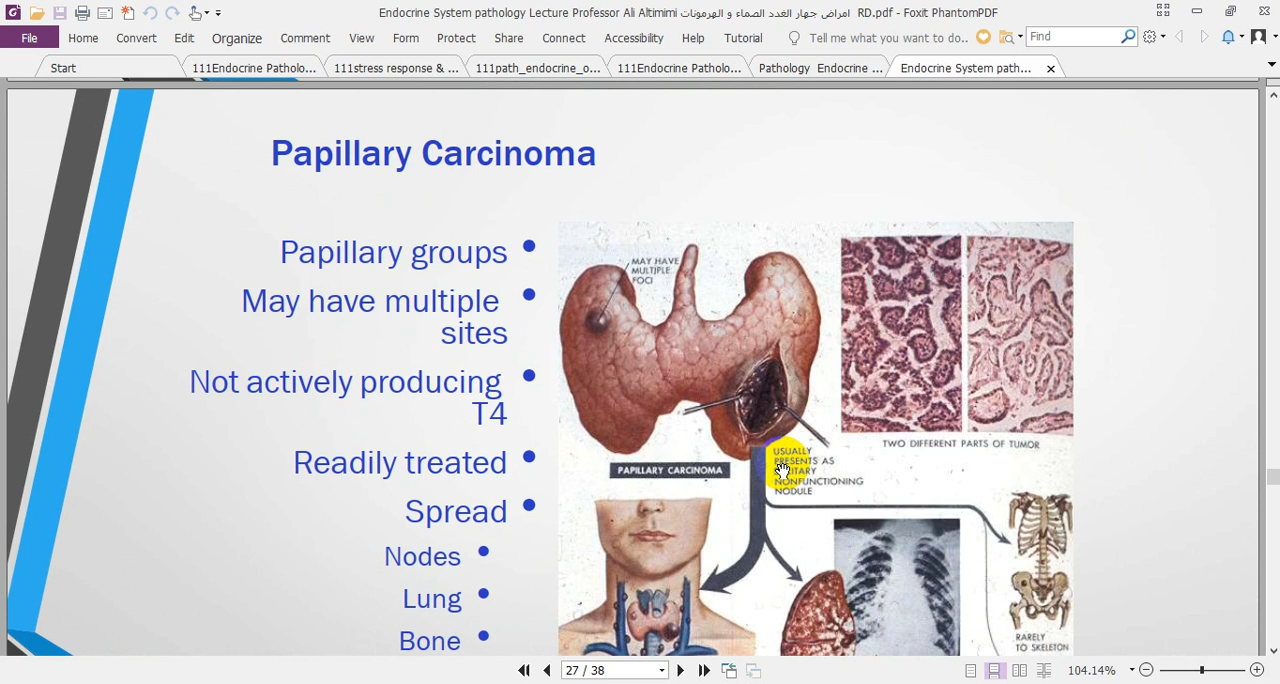 Endocrine System pathology Lecture Professor Ali Altimimi امراض جهاز الغدد الصماء و الهرمونات RD.pdf - Foxit PhantomPDF
File Home Convert Edit Organize Comment View Form Protect Share Connect Accessibility Help Tutorial Tell me what you want to do.. Find
Start 111Endocrine Patholo... 111stress response & ... 111path_endocrine_o... 111Endocrine Patholo... Pathology Endocrine ... Endocrine System path...
Papillary Carcinoma
Papillary groups
May have multiple
sites
Not actively producing
T4
Readily treated
Spread
Nodes
Lung
Bone
MAY HAVE
MULTIPLE
FOCI
TWO DIFFERENT PARTS OF TUMOR
PAPILLARY CARCINOMA
USUALLY
PRESENTS AS
SOLITARY
NONFUNCTIONING
NODULE
RARELY
TO SKELETON
27 / 38
104.14%